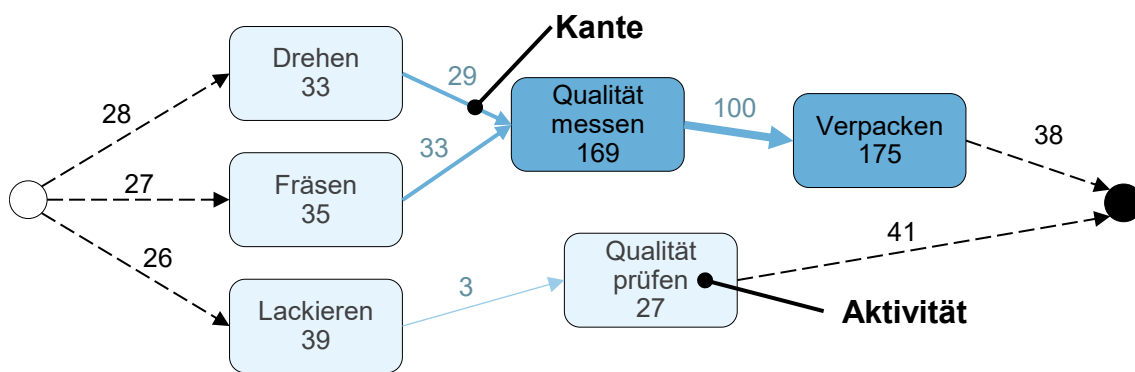 Kante
Drehen
33
29
28
Qualität
messen
169
100
Verpacken
175
38
33
27
Fräsen
35
26
Qualität
prüfen
27
41
3
Lackieren
39
Aktivität